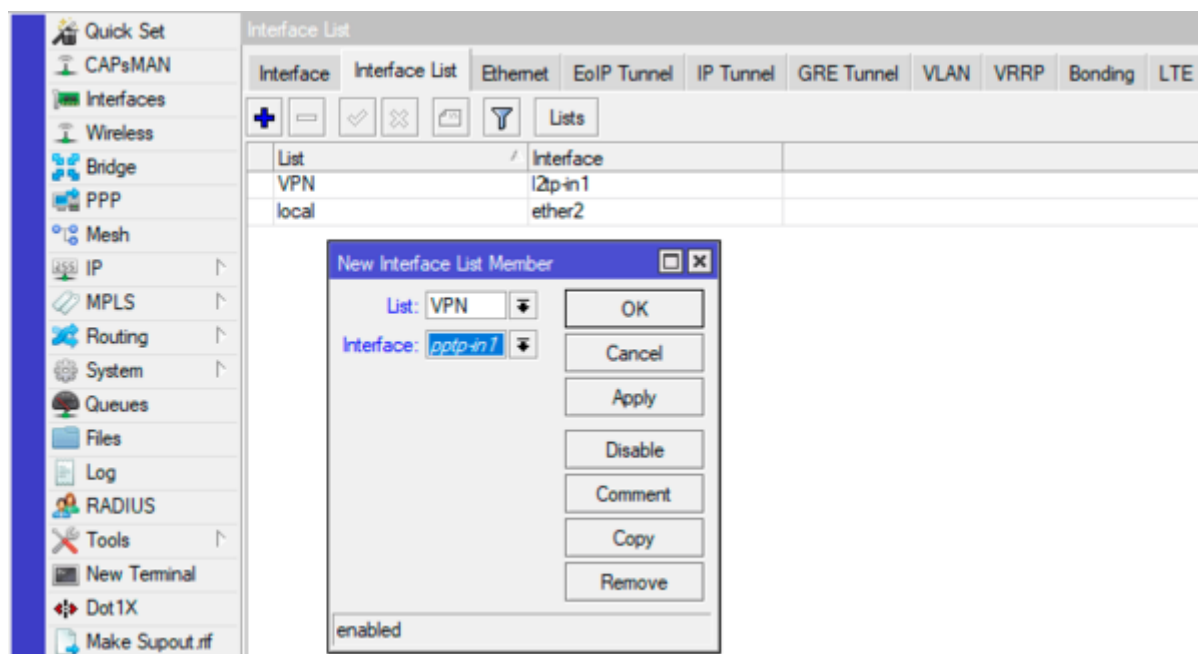 Quick Set
CAPsMAN
Interfaces
Wireless
Bridge
PPP
Mesh
IP
MPLS
Routing
System
Queues
Files
Log
RADIUS
Tools
New Terminal
Dot1X
Make Supout.rif
Interface List
Interface Interface List Ethernet EoIP Tunnel IP Tunnel GRE Tunnel VLAN VRRP Bonding LTE
Lists
List Interface
VPN l2tp-in1
local ether2
New Interface List Member
List: VPN
Interface: pptp-in1
OK
Cancel
Apply
Disable
Comment
Copy
Remove
enabled